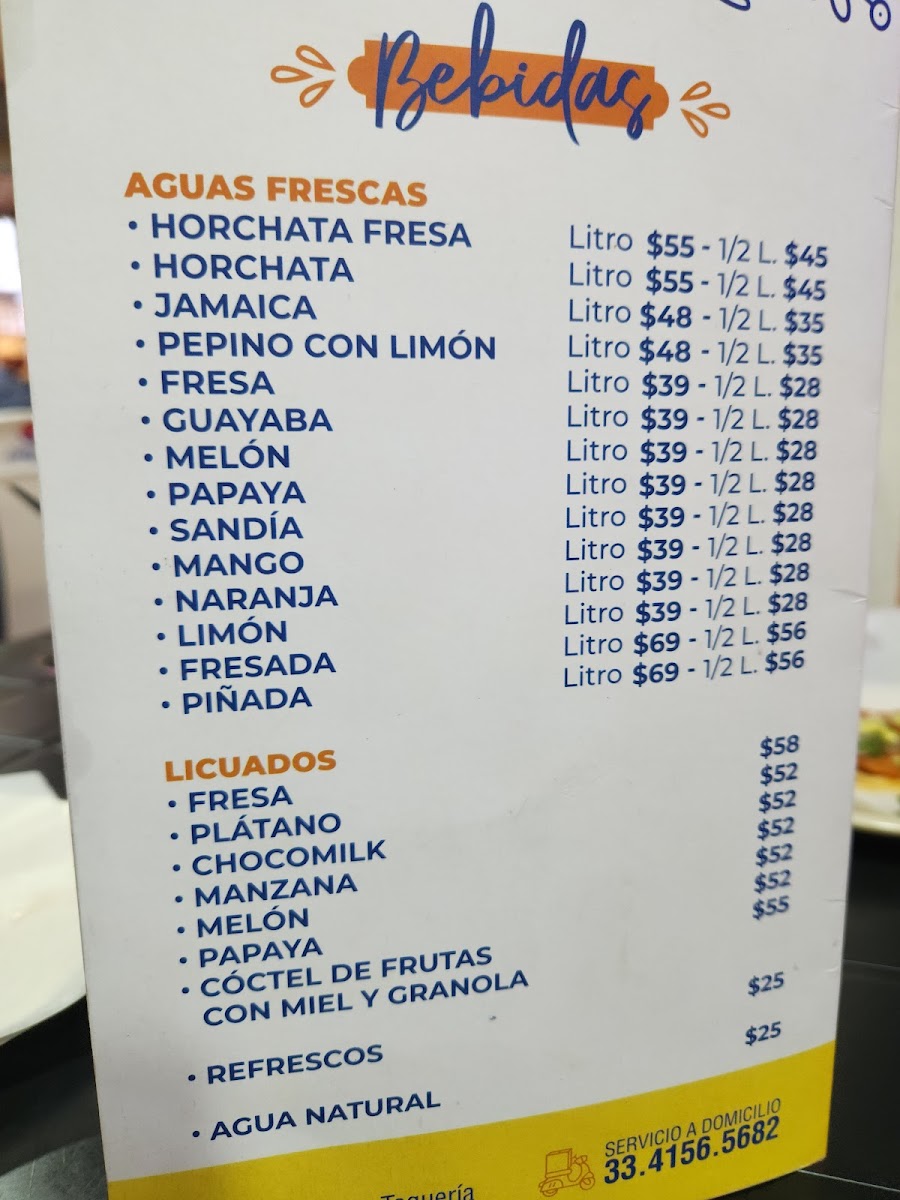 Bebidas
AGUAS FRESCAS
• HORCHATA FRESA Litro $55 - 1/2 L. $45
• HORCHATA Litro $55 - 1/2 L. $45
• JAMAICA Litro $48 - 1/2 L. $35
• PEPINO CON LIMÓN Litro $48 - 1/2 L. $35
• FRESA Litro $39 - 1/2 L. $28
• GUAYABA Litro $39 - 1/2 L. $28
• MELÓN Litro $39 - 1/2 L. $28
• PAPAYA Litro $39 - 1/2 L. $28
• SANDÍA Litro $39 - 1/2 L. $28
• MANGO Litro $39 - 1/2 L. $28
• NARANJA Litro $39 - 1/2 L. $28
• LIMÓN Litro $39 - 1/2 L. $28
• FRESADA Litro $69 - 1/2 L. $56
• PIÑADA Litro $69 - 1/2 L. $56
LICUADOS
• FRESA $58
• PLÁTANO $52
• CHOCOMILK $52
• MANZANA $52
• MELÓN $52
• PAPAYA $52
• CÓCTEL DE FRUTAS $55
CON MIEL Y GRANOLA
• REFRESCOS $25
• AGUA NATURAL $25
SERVICIO A DOMICILIO
33.4156.5682
Taquería